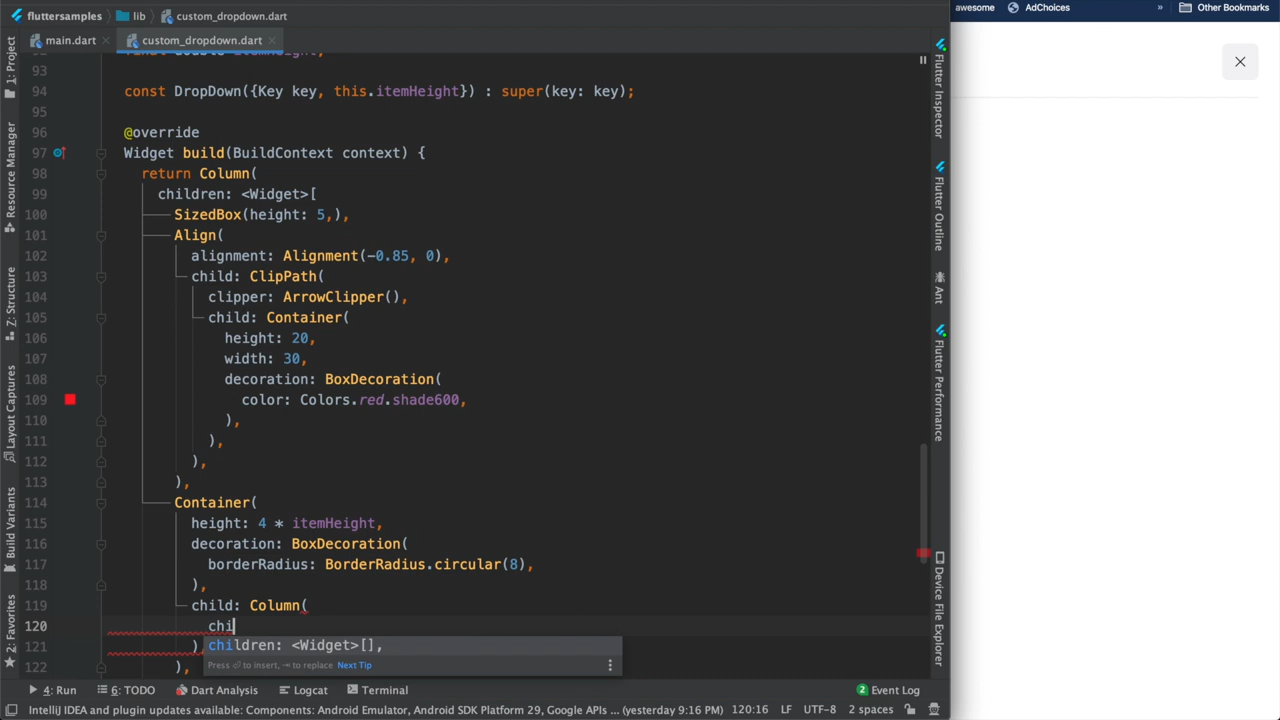 fluttersamples lib custom_dropdown.dart
awesome AdChoices » Other Bookmarks
main.dart custom_dropdown.dart
93
94 const DropDown({Key key, this.itemHeight}) : super(key: key);
95
96 @override
97 Widget build(BuildContext context) {
98 return Column(
99 children: <Widget>[
100 SizedBox(height: 5,),
101 Align(
102 alignment: Alignment(-0.85, 0),
103 child: ClipPath(
104 clipper: ArrowClipper(),
105 child: Container(
106 height: 20,
107 width: 30,
108 decoration: BoxDecoration(
109 color: Colors.red.shade600,
110 ),
111 ),
112 ),
113 ),
114 Container(
115 height: 4 * itemHeight,
116 decoration: BoxDecoration(
117 borderRadius: BorderRadius.circular(8),
118 ),
119 child: Column(
120 chi
121 )
children: <Widget>[],
Press ⏎ to insert, ⇥ to replace Next Tip
122 ),
1: Project
Resource Manager
Z: Structure
Layout Captures
Build Variants
2: Favorites
Flutter Inspector
Flutter Outline
Ant
Flutter Performance
Device File Explorer
4: Run 6: TODO Dart Analysis Logcat Terminal 2 Event Log
IntelliJ IDEA and plugin updates available: Components: Android Emulator, Android SDK Platform 29, Google APIs ... (yesterday 9:16 PM) 120:16 LF UTF-8 2 spaces